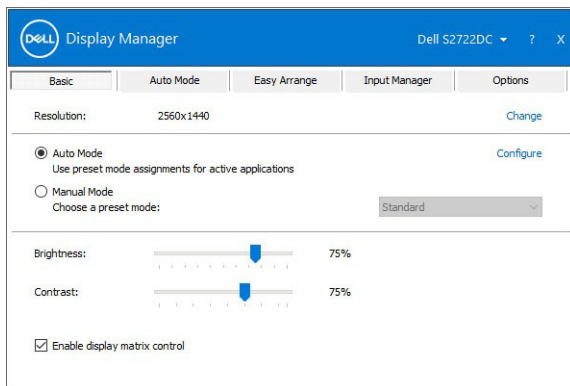 DELL Display Manager Dell S2722DC ? X
Basic Auto Mode Easy Arrange Input Manager Options
Resolution: 2560x1440 Change
Auto Mode Configure
Use preset mode assignments for active applications
Manual Mode
Choose a preset mode: Standard
Brightness: 75%
Contrast: 75%
Enable display matrix control